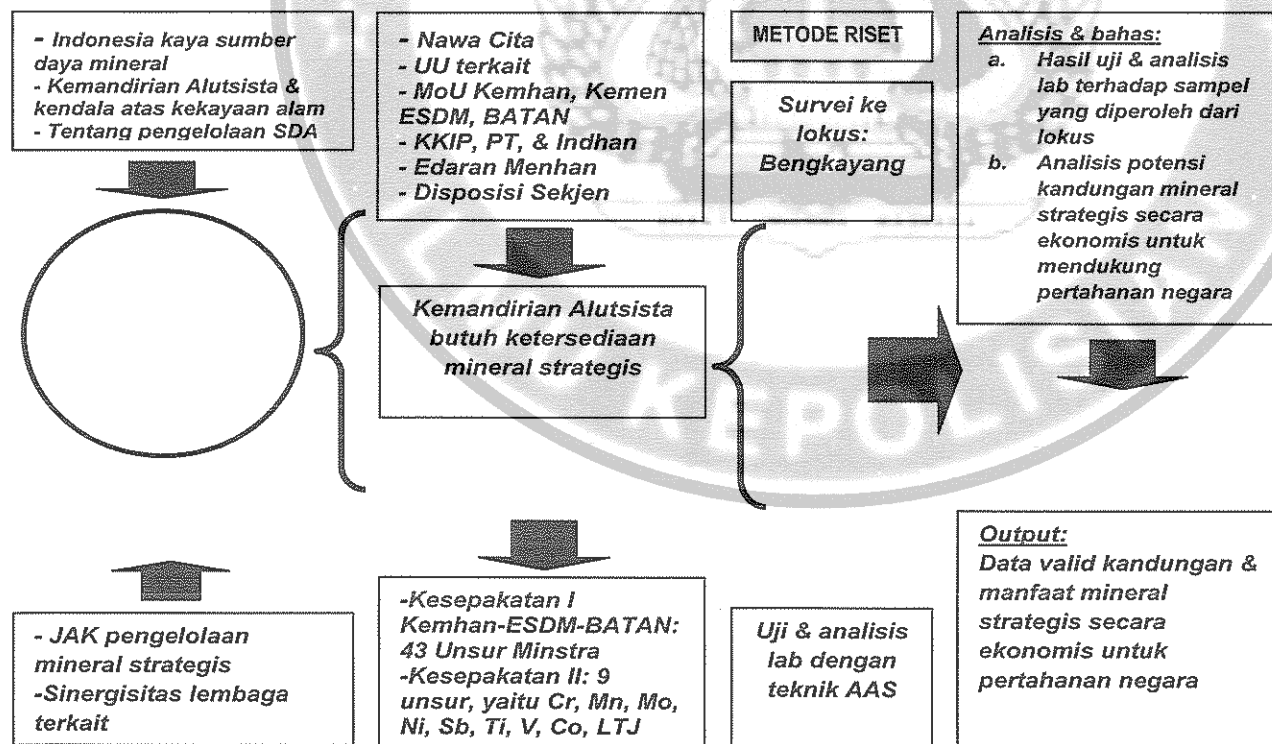 - Indonesia kaya sumber
daya mineral
- Kemandirian Alutsista &
kendala atas kekayaan alam
- Tentang pengelolaan SDA
- Nawa Cita
- UU terkait
- MoU Kemhan, Kemen
ESDM, BATAN
- KKIP, PT, & Indhan
- Edaran Menhan
- Disposisi Sekjen
METODE RISET
Survei ke
lokus:
Bengkayang
Analisis & bahas:
a. Hasil uji & analisis
lab terhadap sampel
yang diperoleh dari
lokus
b. Analisis potensi
kandungan mineral
strategis secara
ekonomis untuk
mendukung
pertahanan negara
Kemandirian Alutsista
butuh ketersediaan
mineral strategis
- JAK pengelolaan
mineral strategis
-Sinergisitas lembaga
terkait
-Kesepakatan I
Kemhan-ESDM-BATAN:
43 Unsur Minstra
-Kesepakatan II: 9
unsur, yaitu Cr, Mn, Mo,
Ni, Sb, Ti, V, Co, LTJ
Uji & analisis
lab dengan
teknik AAS
Output:
Data valid kandungan &
manfaat mineral
strategis secara
ekonomis untuk
pertahanan negara
KEPOLISIAN